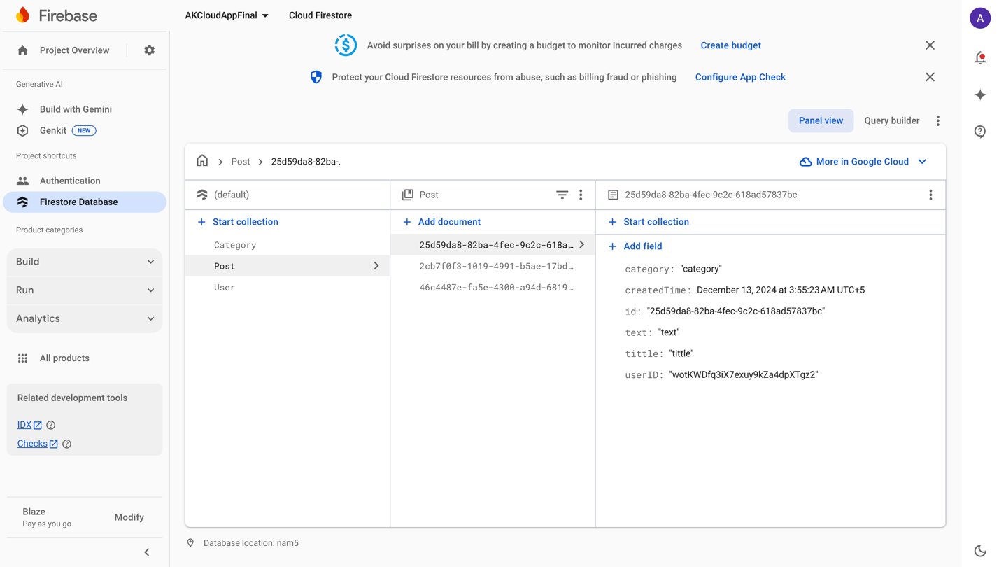 Firebase
AKCloudAppFinal
Cloud Firestore
A
Project Overview
Avoid surprises on your bill by creating a budget to monitor incurred charges
Create budget
Protect your Cloud Firestore resources from abuse, such as billing fraud or phishing
Configure App Check
Generative AI
Build with Gemini
Genkit
NEW
Project shortcuts
Authentication
Firestore Database
Product categories
Build
Run
Analytics
All products
Related development tools
IDX
Checks
Blaze
Pay as you go
Modify
Panel view
Query builder
Post
25d59da8-82ba-.
More in Google Cloud
(default)
Start collection
Category
Post
User
Post
Add document
25d59da8-82ba-4fec-9c2c-618a…
2cb7f0f3-1019-4991-b5ae-17bd…
46c4487e-fa5e-4300-a94d-6819…
25d59da8-82ba-4fec-9c2c-618ad57837bc
Start collection
Add field
category: "category"
createdTime: December 13, 2024 at 3:55:23 AM UTC+5
id: "25d59da8-82ba-4fec-9c2c-618ad57837bc"
text: "text"
tittle: "tittle"
userID: "wotKWDfq3iX7exuy9kZa4dpXTgz2"
Database location: nam5